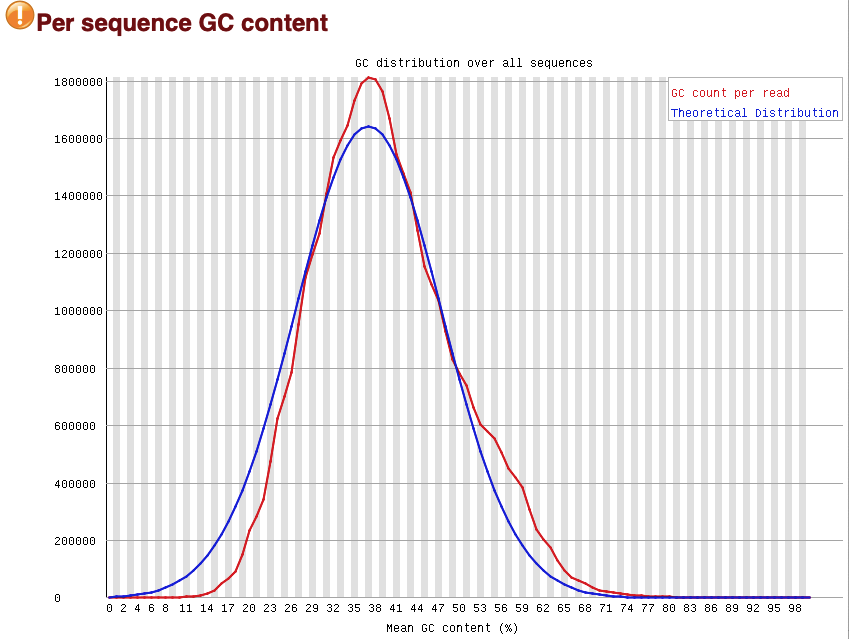 ! Per sequence GC content
GC distribution over all sequences
GC count per read
Theoretical Distribution
1800000
1600000
1400000
1200000
1000000
800000
600000
400000
200000
0
0 2 4 6 8 11 14 17 20 23 26 29 32 35 38 41 44 47 50 53 56 59 62 65 68 71 74 77 80 83 86 89 92 95 98
Mean GC content (%)